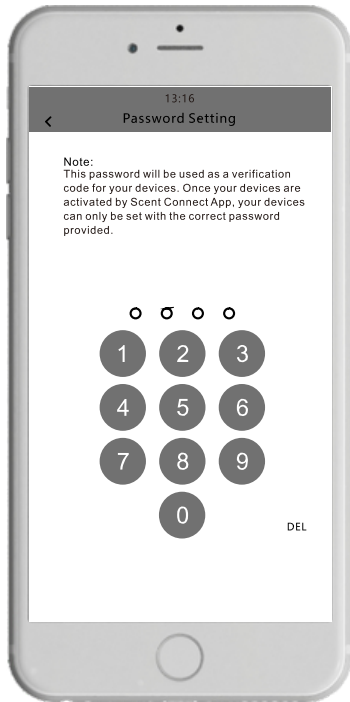 13:16
Password Setting
Note:
This password will be used as a verification
code for your devices. Once your devices are
activated by Scent Connect App, your devices
can only be set with the correct password
provided.
1 2 3
4 5 6
7 8 9
0
DEL